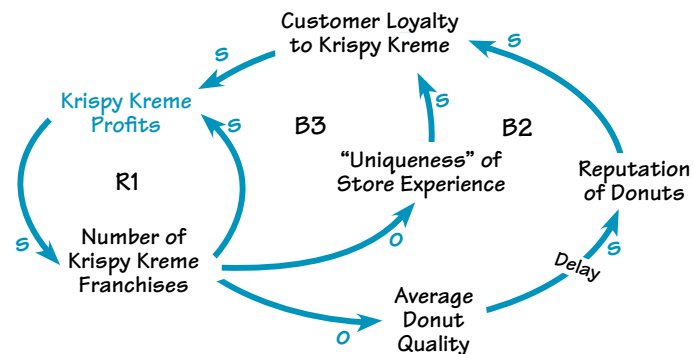 Customer Loyalty
to Krispy Kreme
S
S
Krispy Kreme
Profits
S
B3
S
B2
R1
"Uniqueness" of
Store Experience
Reputation
of Donuts
S
Number of
Krispy Kreme
Franchises
O
S
Delay
Average
Donut
Quality
O